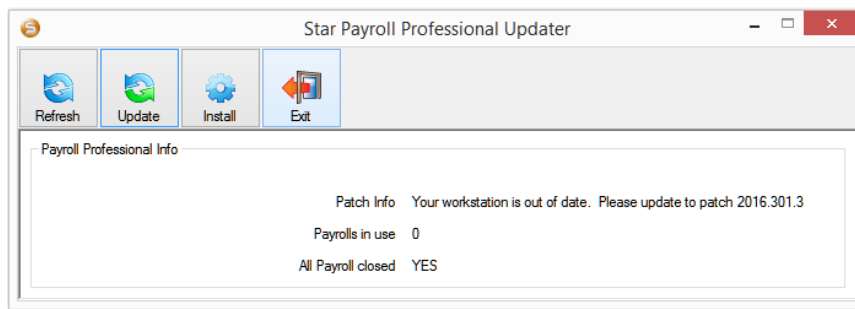 Star Payroll Professional Updater
Refresh Update Install Exit
Payroll Professional Info
Patch Info Your workstation is out of date. Please update to patch 2016.301.3
Payrolls in use 0
All Payroll closed YES